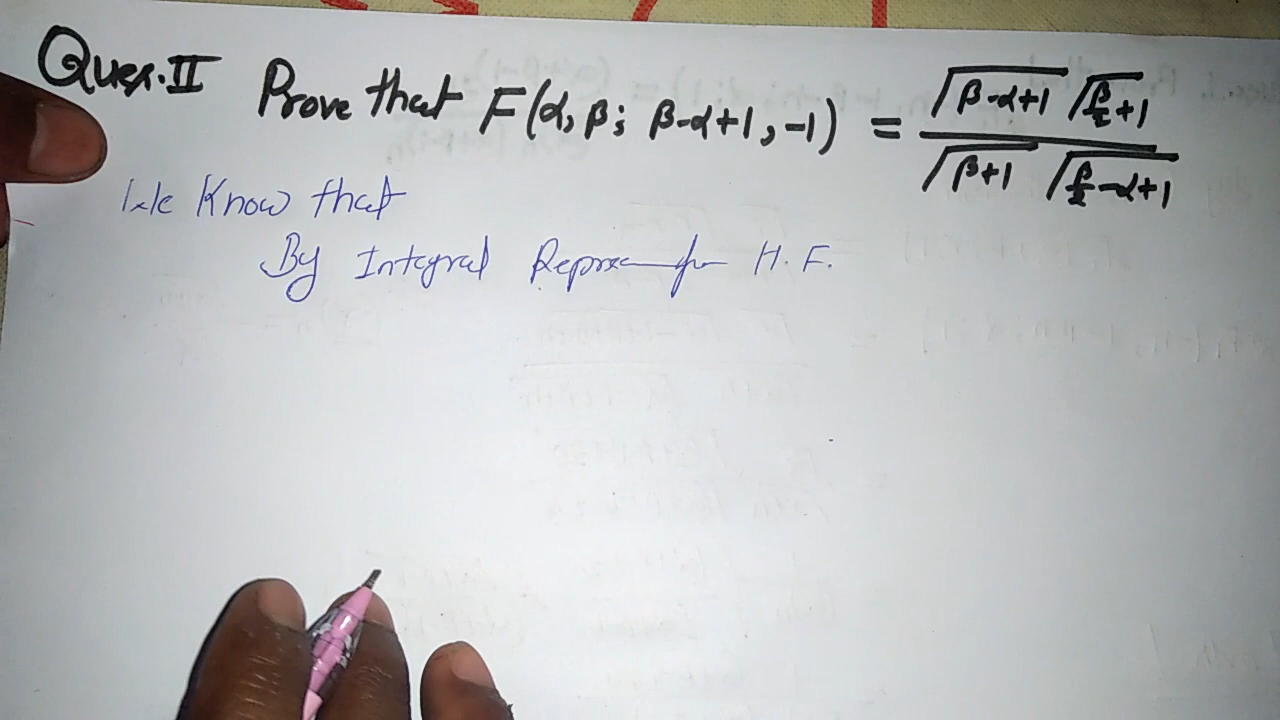 Ques.II Prove that F(α, β; β-α+1, -1) = Γβ-α+1 Γβ/2+1 / Γβ+1 Γβ/2-α+1
We Know that
By Integral for H. F.